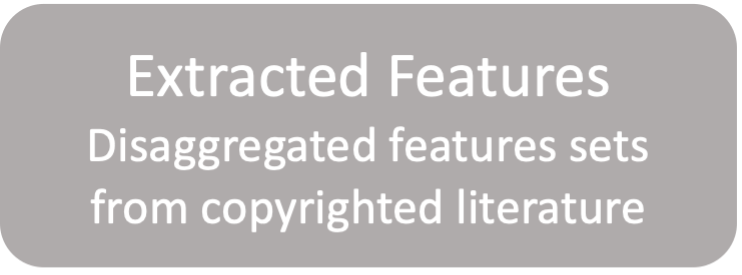 Extracted Features
Disaggregated features sets
from copyrighted literature